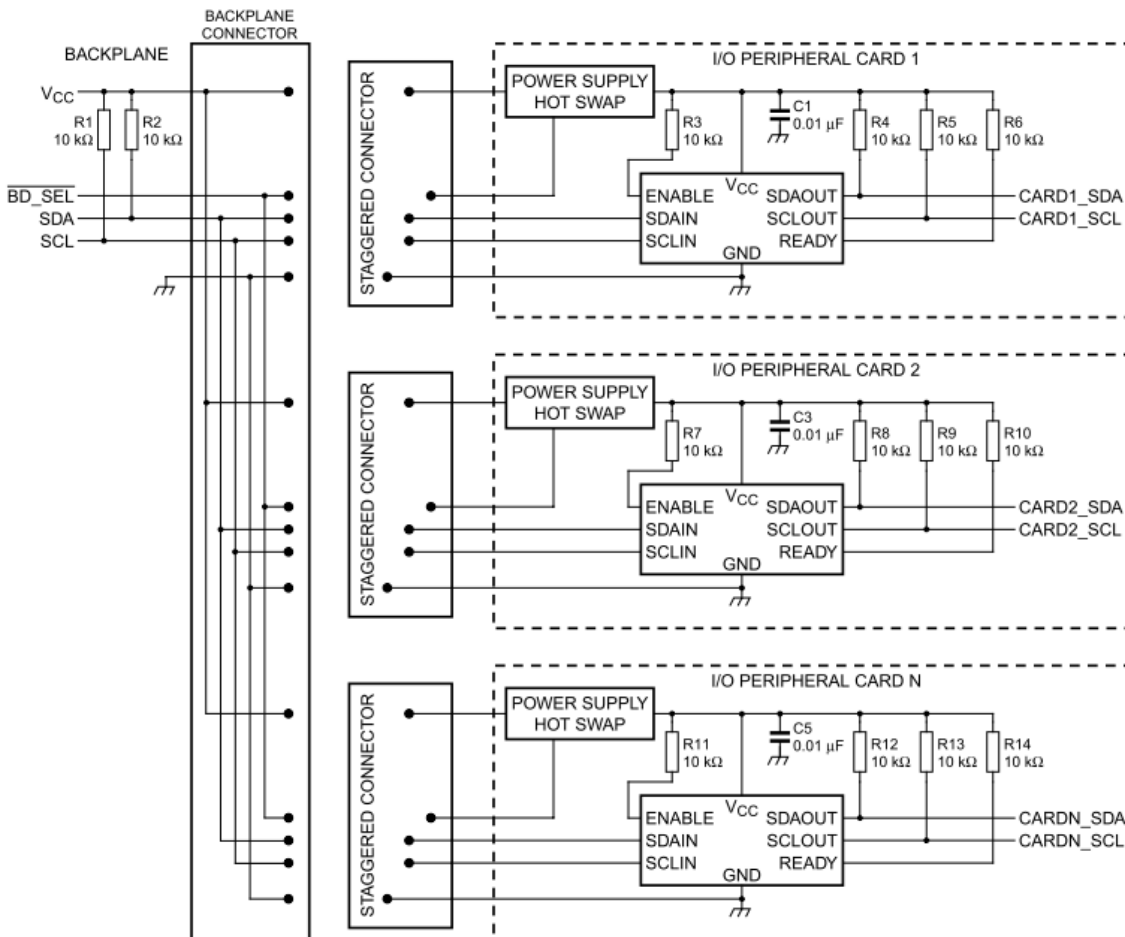 BACKPLANE
CONNECTOR
BACKPLANE
VCC
R1
10 kΩ
R2
10 kΩ
BD_SEL
SDA
SCL
STAGGERED CONNECTOR
I/O PERIPHERAL CARD 1
POWER SUPPLY
HOT SWAP
R3
10 kΩ
C1
0.01 μF
R4
10 kΩ
R5
10 kΩ
R6
10 kΩ
VCC
ENABLE
SDAIN
SCLIN
SDAOUT
SCLOUT
READY
GND
CARD1_SDA
CARD1_SCL
STAGGERED CONNECTOR
I/O PERIPHERAL CARD 2
POWER SUPPLY
HOT SWAP
R7
10 kΩ
C3
0.01 μF
R8
10 kΩ
R9
10 kΩ
R10
10 kΩ
VCC
ENABLE
SDAIN
SCLIN
SDAOUT
SCLOUT
READY
GND
CARD2_SDA
CARD2_SCL
STAGGERED CONNECTOR
I/O PERIPHERAL CARD N
POWER SUPPLY
HOT SWAP
R11
10 kΩ
C5
0.01 μF
R12
10 kΩ
R13
10 kΩ
R14
10 kΩ
VCC
ENABLE
SDAIN
SCLIN
SDAOUT
SCLOUT
READY
GND
CARDN_SDA
CARDN_SCL